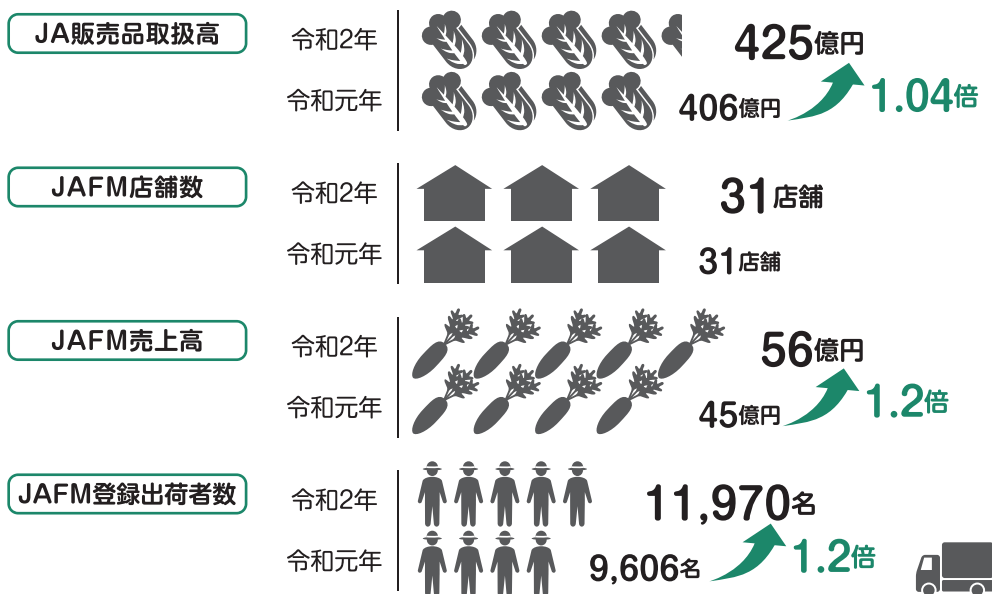 JA販売品取扱高
令和2年
425億円
令和元年
406億円
1.04倍
JAFM店舗数
令和2年
31店舗
令和元年
31店舗
JAFM売上高
令和2年
56億円
令和元年
45億円
1.2倍
JAFM登録出荷者数
令和2年
11,970名
令和元年
9,606名
1.2倍